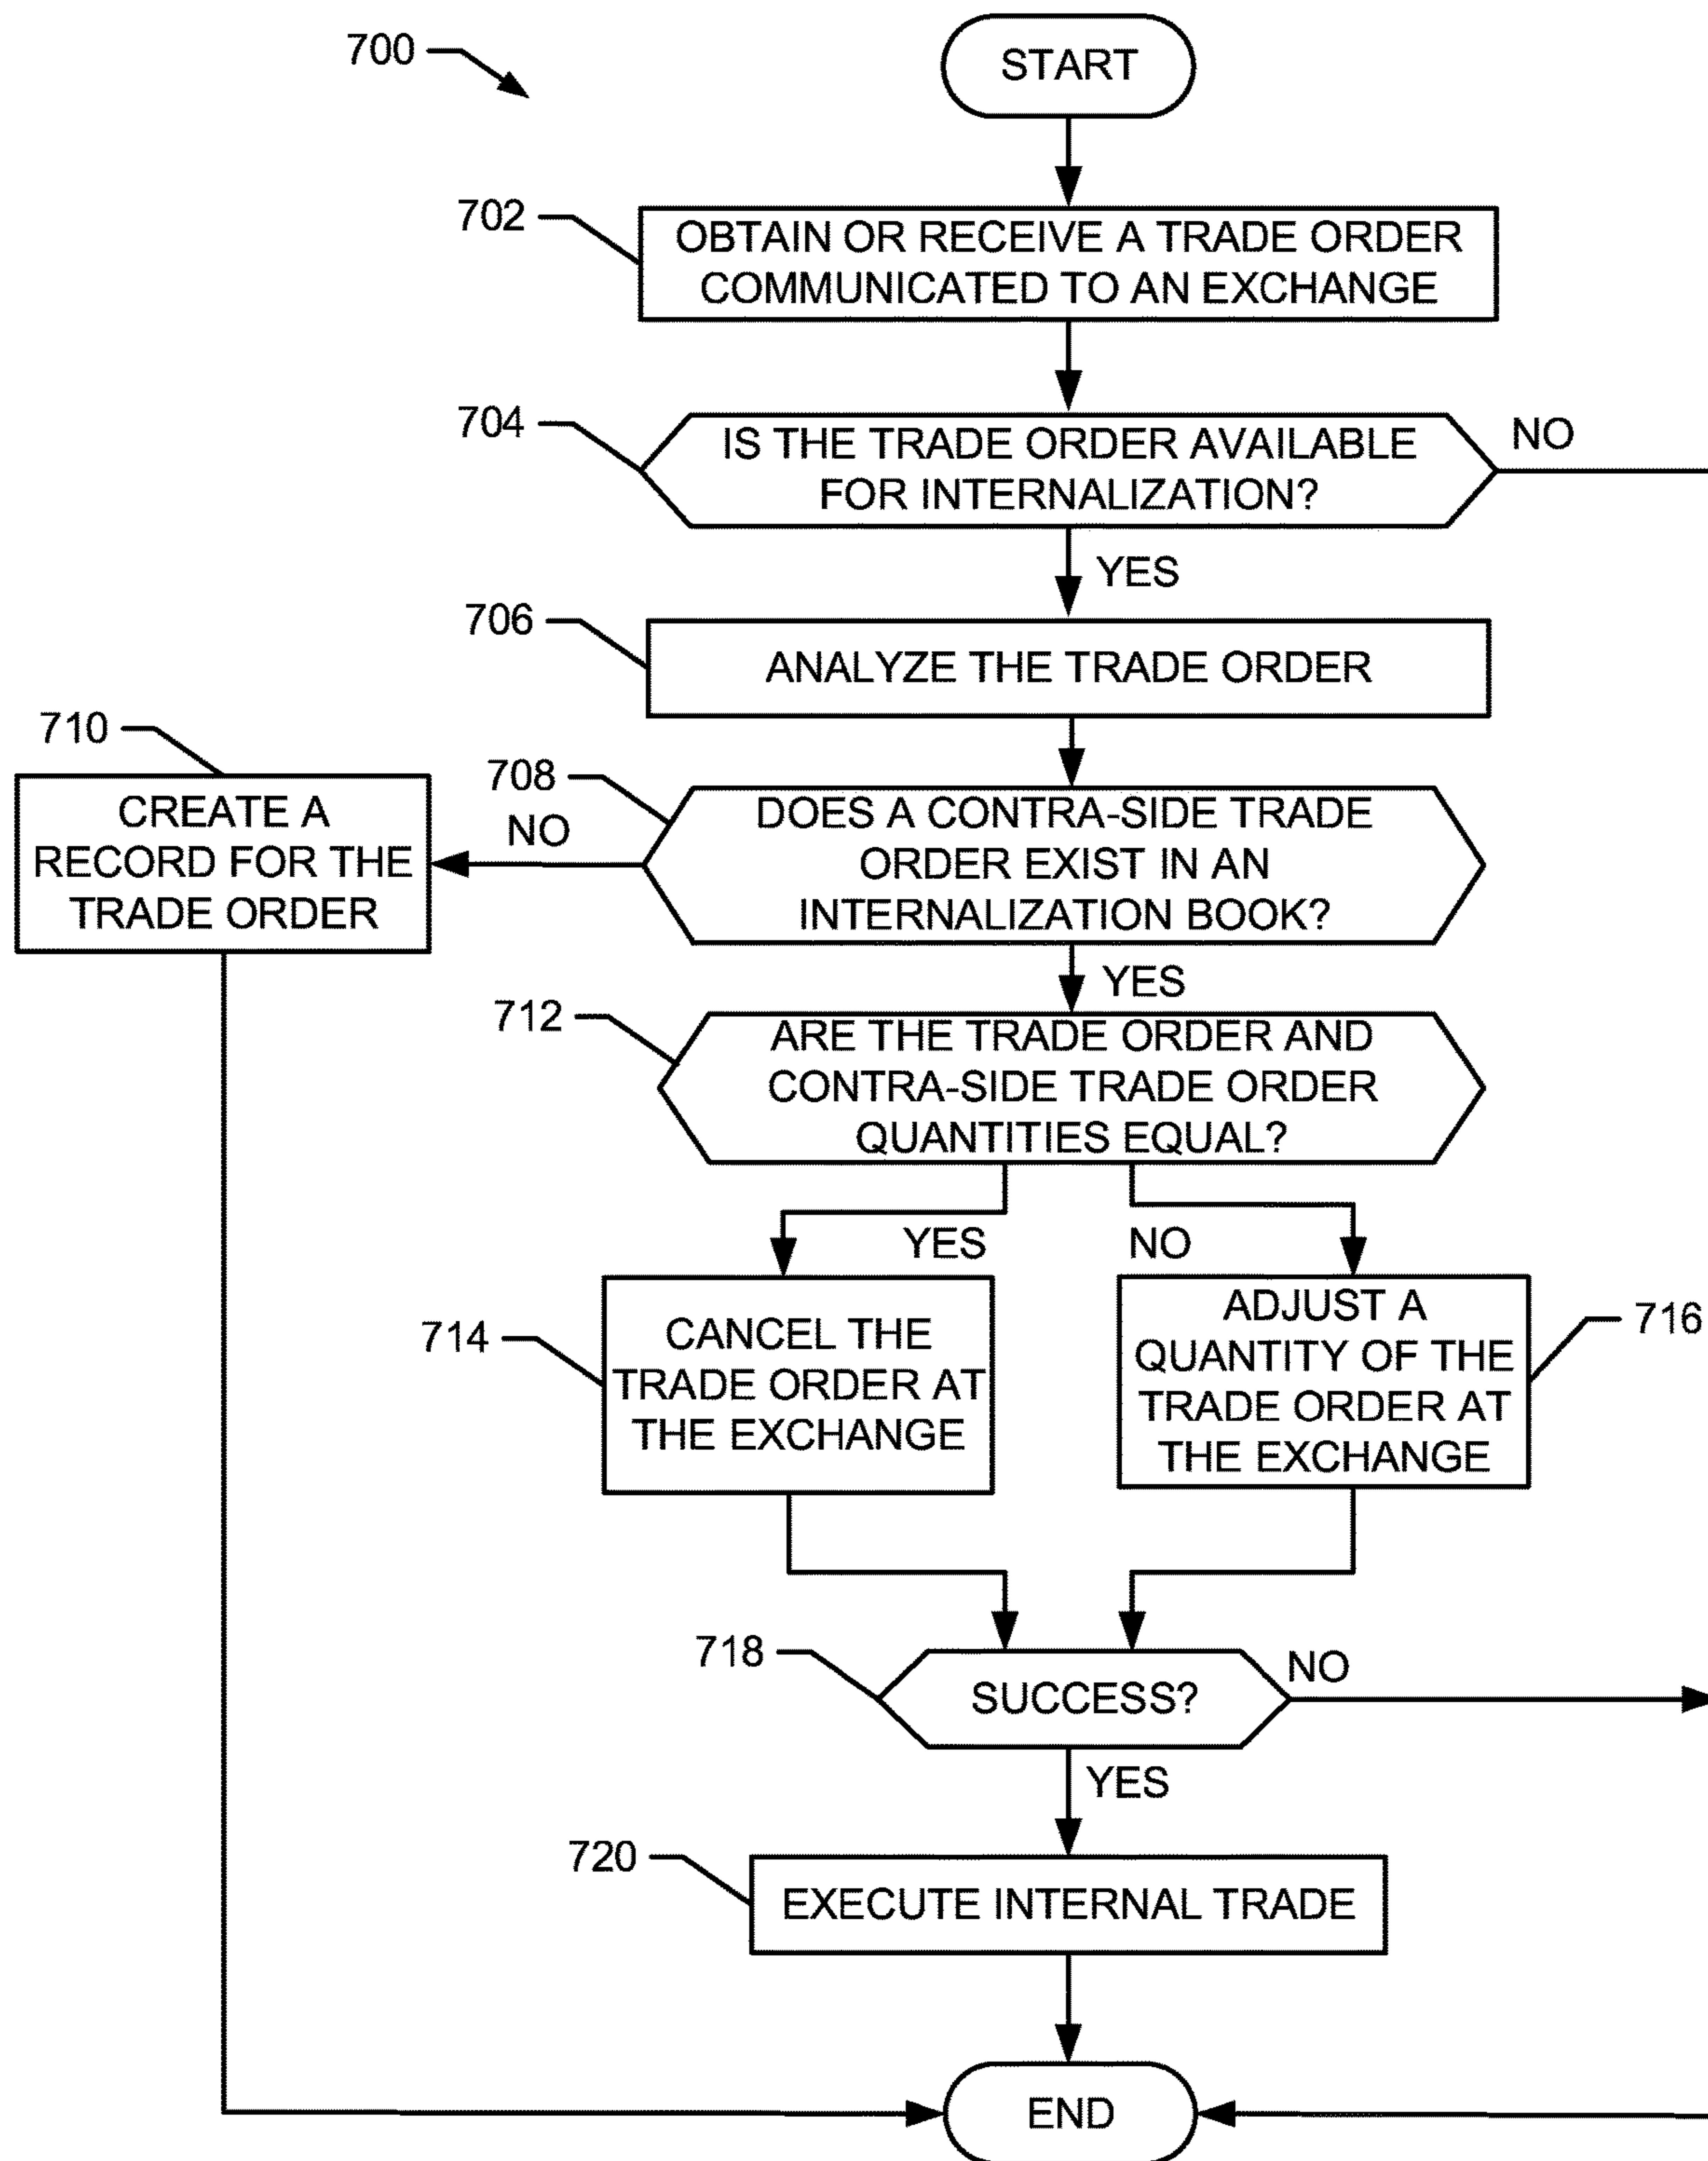 700
START
702
OBTAIN OR RECEIVE A TRADE ORDER
COMMUNICATED TO AN EXCHANGE
704
IS THE TRADE ORDER AVAILABLE
FOR INTERNALIZATION?
NO
YES
706
ANALYZE THE TRADE ORDER
710
CREATE A
RECORD FOR THE
TRADE ORDER
708
NO
DOES A CONTRA-SIDE TRADE
ORDER EXIST IN AN
INTERNALIZATION BOOK?
YES
712
ARE THE TRADE ORDER AND
CONTRA-SIDE TRADE ORDER
QUANTITIES EQUAL?
YES
NO
714
CANCEL THE
TRADE ORDER AT
THE EXCHANGE
ADJUST A
QUANTITY OF THE
TRADE ORDER AT
THE EXCHANGE
716
718
SUCCESS?
NO
YES
720
EXECUTE INTERNAL TRADE
END